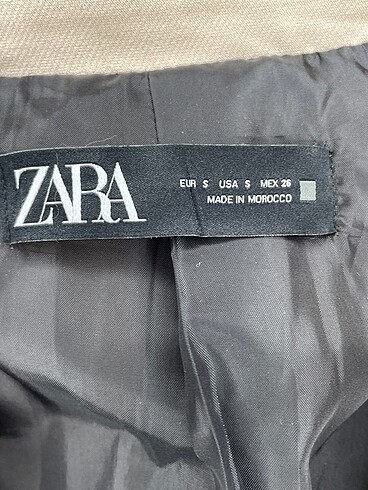 ZARA
EUR S USA S MEX 26
MADE IN MOROCCO